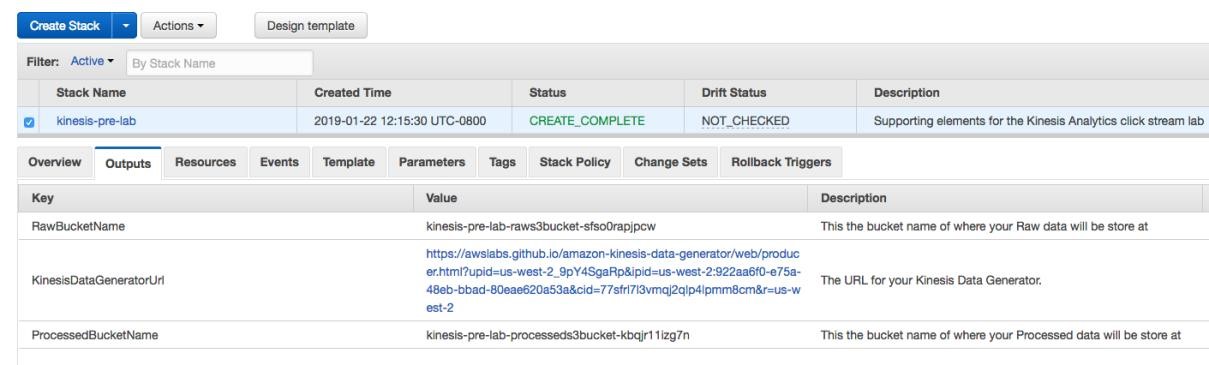 Create Stack Actions Design template
Filter: Active By Stack Name
Stack Name Created Time Status Drift Status Description
kinesis-pre-lab 2019-01-22 12:15:30 UTC-0800 CREATE_COMPLETE NOT_CHECKED Supporting elements for the Kinesis Analytics click stream lab
Overview Outputs Resources Events Template Parameters Tags Stack Policy Change Sets Rollback Triggers
Key Value Description
RawBucketName kinesis-pre-lab-raws3bucket-sfso0rapjpcw This the bucket name of where your Raw data will be store at
https://awslabs.github.io/amazon-kinesis-data-generator/web/produc
er.html?upid=us-west-2_9pY4SgaRp&ipid=us-west-2:922aa6f0-e75a-
KinesisDataGeneratorUrl The URL for your Kinesis Data Generator.
48eb-bbad-80eae620a53a&cid=77sfrl7l3vmqj2qlp4lpmm8cm&r=us-w
est-2
ProcessedBucketName kinesis-pre-lab-processeds3bucket-kbqjr11izg7n This the bucket name of where your Processed data will be store at